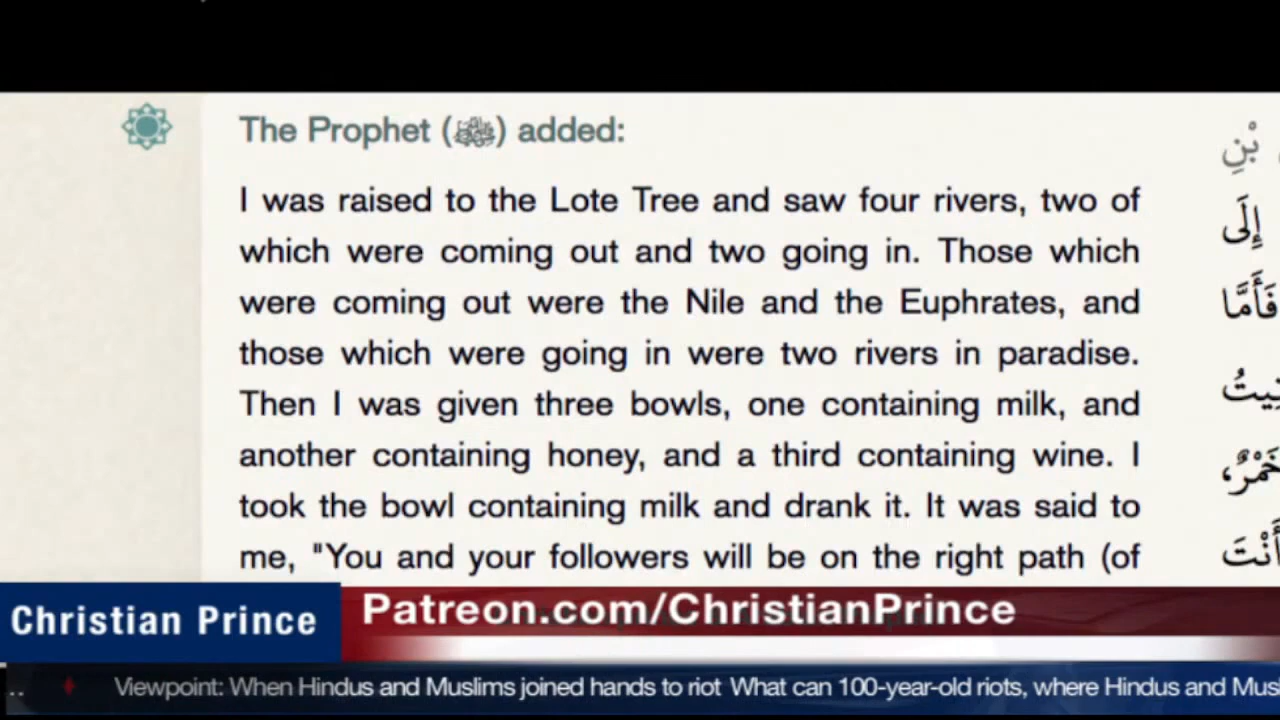 The Prophet (ﷺ) added:
I was raised to the Lote Tree and saw four rivers, two of
which were coming out and two going in. Those which
were coming out were the Nile and the Euphrates, and
those which were going in were two rivers in paradise.
Then I was given three bowls, one containing milk, and
another containing honey, and a third containing wine. I
took the bowl containing milk and drank it. It was said to
me, "You and your followers will be on the right path (of
بْنِ
إِلَى
فَأَمَّا
خَمْرٌ،
أَنْتَ
Christian Prince
Patreon.com/ChristianPrince
.. Viewpoint: When Hindus and Muslims joined hands to riot What can 100-year-old riots, where Hindus and Mus